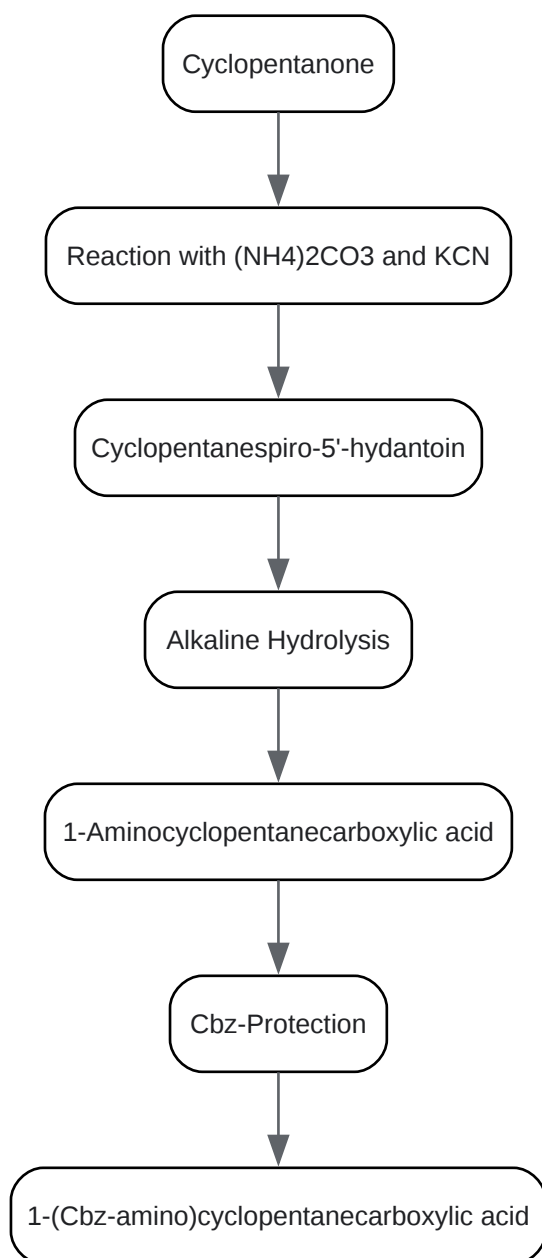 Cyclopentanone
Reaction with (NH4)2CO3 and KCN
Cyclopentanespiro-5'-hydantoin
Alkaline Hydrolysis
1-Aminocyclopentanecarboxylic acid
Cbz-Protection
1-(Cbz-amino)cyclopentanecarboxylic acid